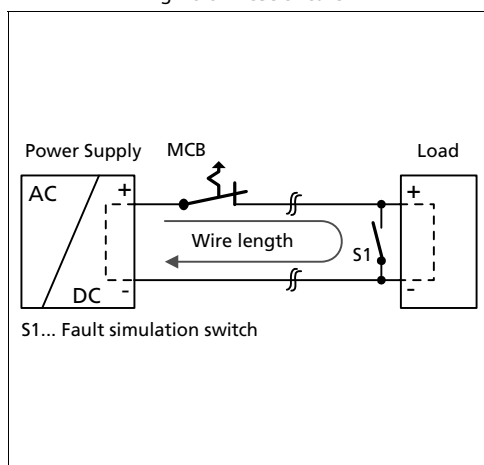 Power Supply
MCB
Load
AC
+
+
Wire length
S1
DC
-
-
S1... Fault simulation switch